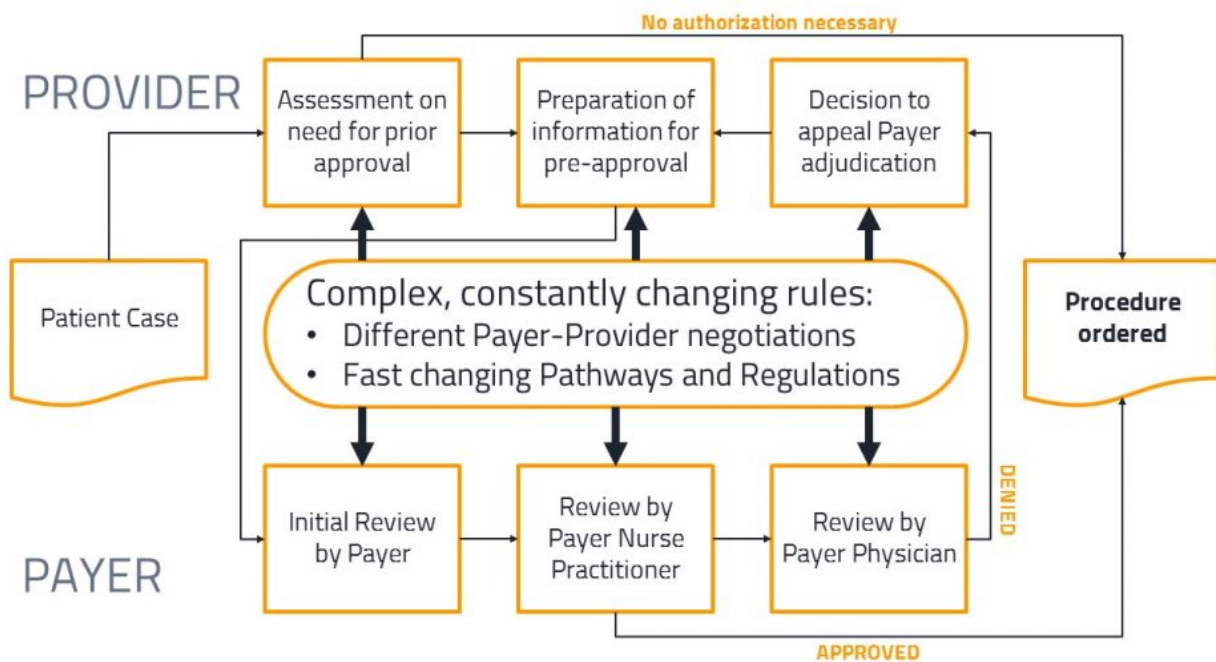 No authorization necessary
PROVIDER
Assessment on
need for prior
approval
Preparation of
information for
pre-approval
Decision to
appeal Payer
adjudication
Patient Case
Complex, constantly changing rules:
• Different Payer-Provider negotiations
• Fast changing Pathways and Regulations
Procedure
ordered
PAYER
Initial Review
by Payer
Review by
Payer Nurse
Practitioner
Review by
Payer Physician
DENIED
APPROVED